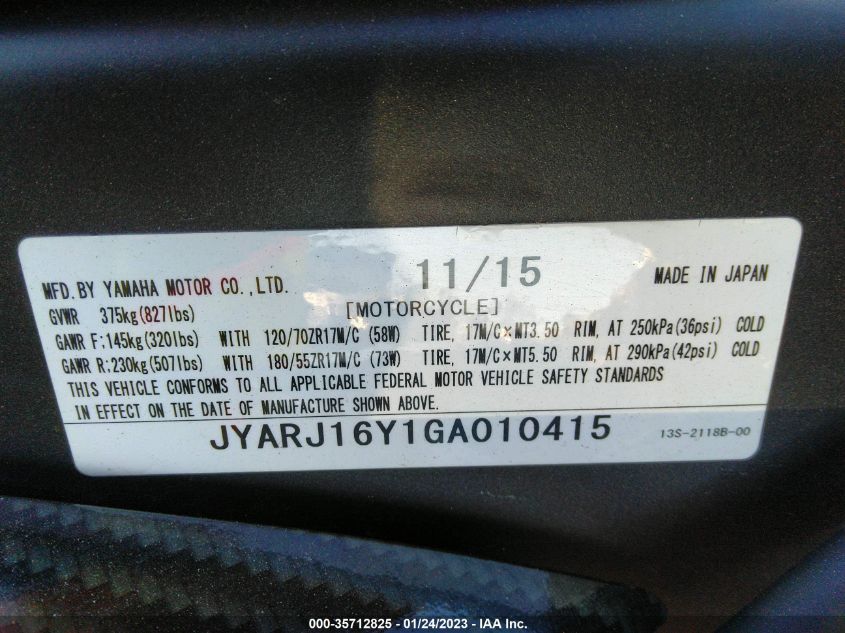 MFD. BY YAMAHA MOTOR CO.,LTD. 11/15 MADE IN JAPAN
GVWR 375kg(827lbs) [MOTORCYCLE]
GAWR F:145kg(320lbs) WITH 120/70ZR17M/C (58W) TIRE, 17M/C×MT3.50 RIM, AT 250kPa(36psi) COLD
GAWR R:230kg(507lbs) WITH 180/55ZR17M/C (73W) TIRE, 17M/C×MT5.50 RIM, AT 290kPa(42psi) COLD
THIS VEHICLE CONFORMS TO ALL APPLICABLE FEDERAL MOTOR VEHICLE SAFETY STANDARDS
IN EFFECT ON THE DATE OF MANUFACTURE SHOWN ABOVE.
JYARJ16Y1GA010415 13S-2118B-00
000-35712825 - 01/24/2023 - IAA Inc.